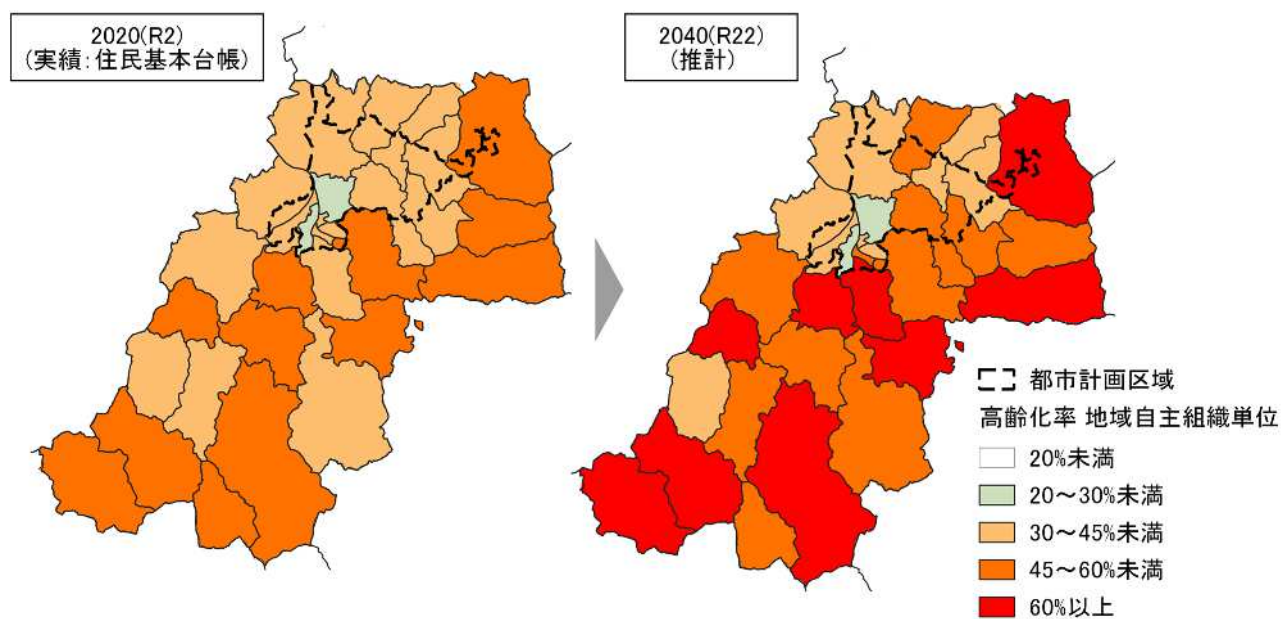 2020(R2)
(実績:住民基本台帳)
2040(R22)
(推計)
都市計画区域
高齢化率 地域自主組織単位
20%未満
20～30%未満
30～45%未満
45～60%未満
60%以上